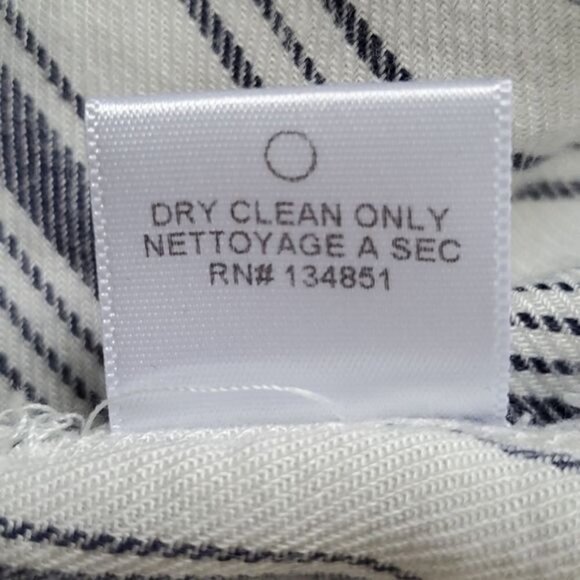 DRY CLEAN ONLY
NETTOYAGE A SEC
RN# 134851